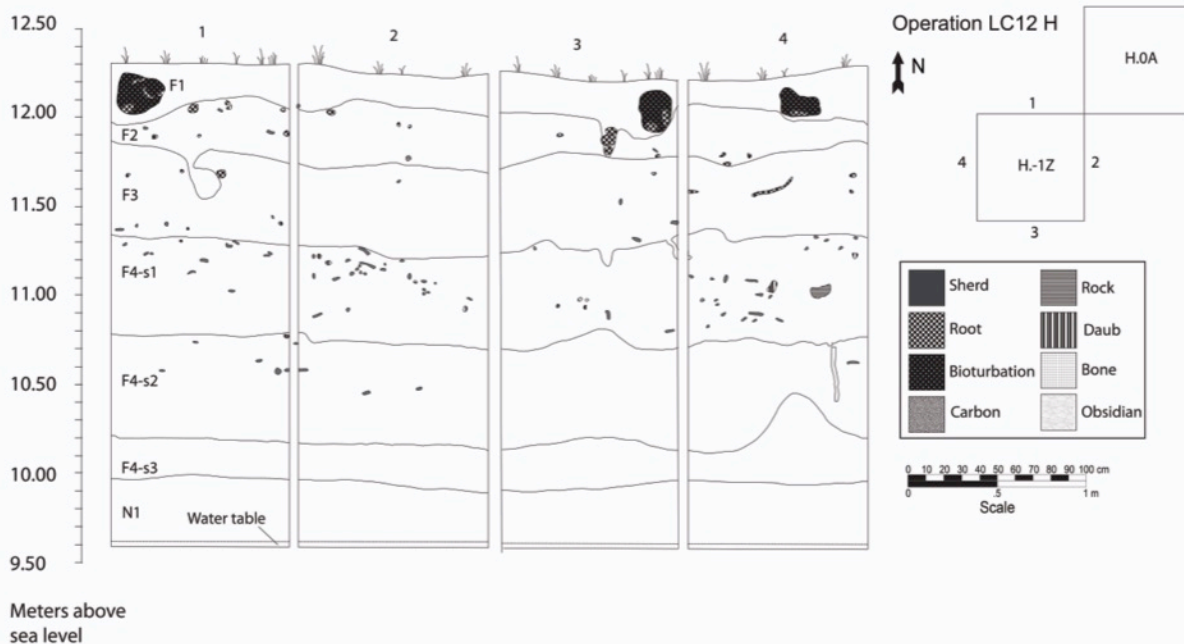 12.50
12.00
11.50
11.00
10.50
10.00
9.50
Meters above
sea level
1
2
3
4
F1
F2
F3
F4-s1
F4-s2
F4-s3
N1
Water table
Operation LC12 H
N
H.0A
1
4
H.-1Z
2
3
Sherd
Rock
Root
Daub
Bioturbation
Bone
Carbon
Obsidian
0 10 20 30 40 50 60 70 80 90 100 cm
0 .5 1 m
Scale